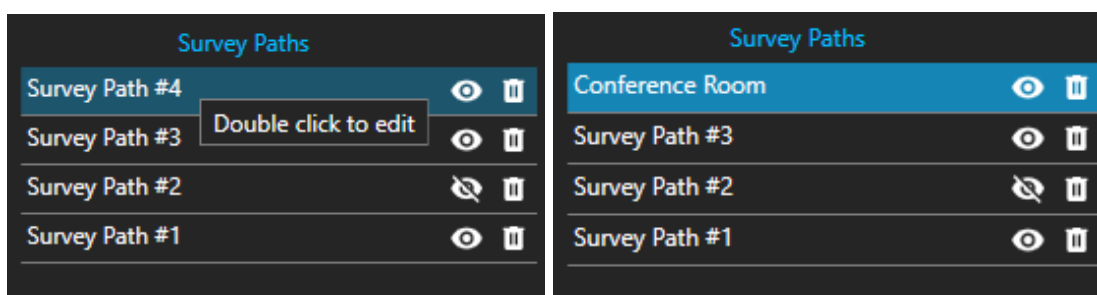 Survey Paths
Survey Path #4
Double click to edit
Survey Path #3
Survey Path #2
Survey Path #1
Survey Paths
Conference Room
Survey Path #3
Survey Path #2
Survey Path #1